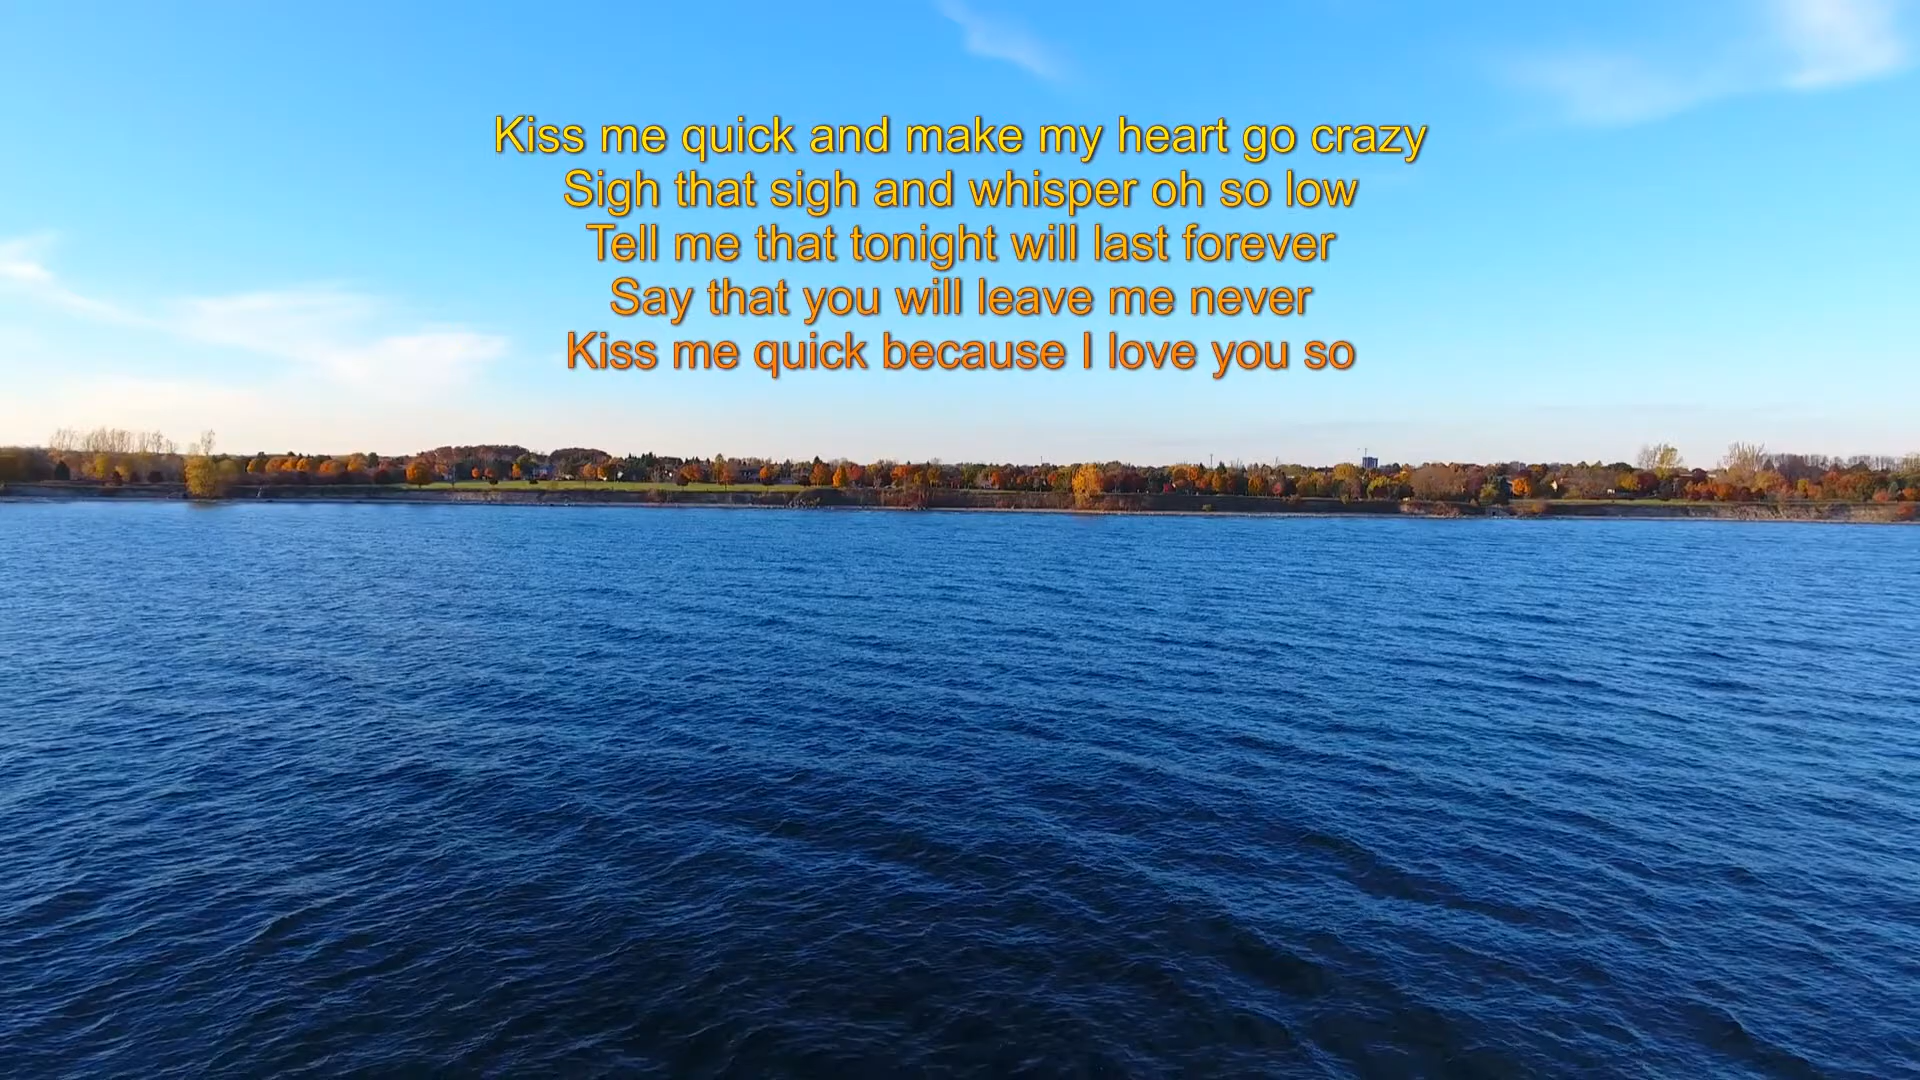 Kiss me quick and make my heart go crazy
Sigh that sigh and whisper oh so low
Tell me that tonight will last forever
Say that you will leave me never
Kiss me quick because I love you so